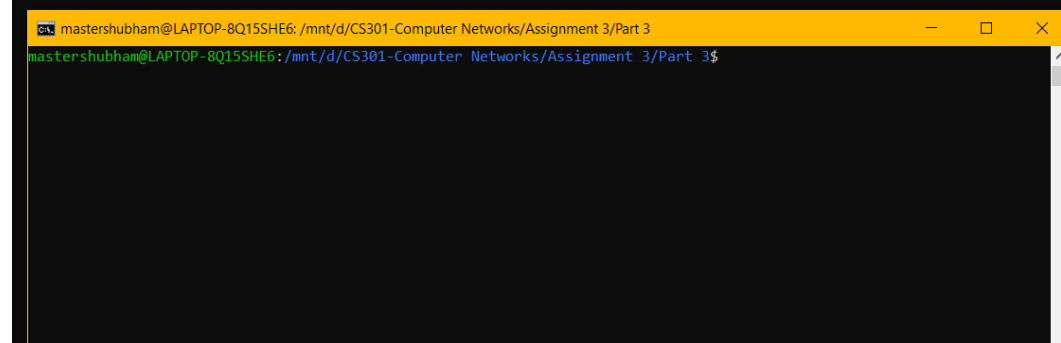 mastershubham@LAPTOP-8Q15SHE6: /mnt/d/CS301-Computer Networks/Assignment 3/Part 3
mastershubham@LAPTOP-8Q15SHE6:/mnt/d/CS301-Computer Networks/Assignment 3/Part 3$